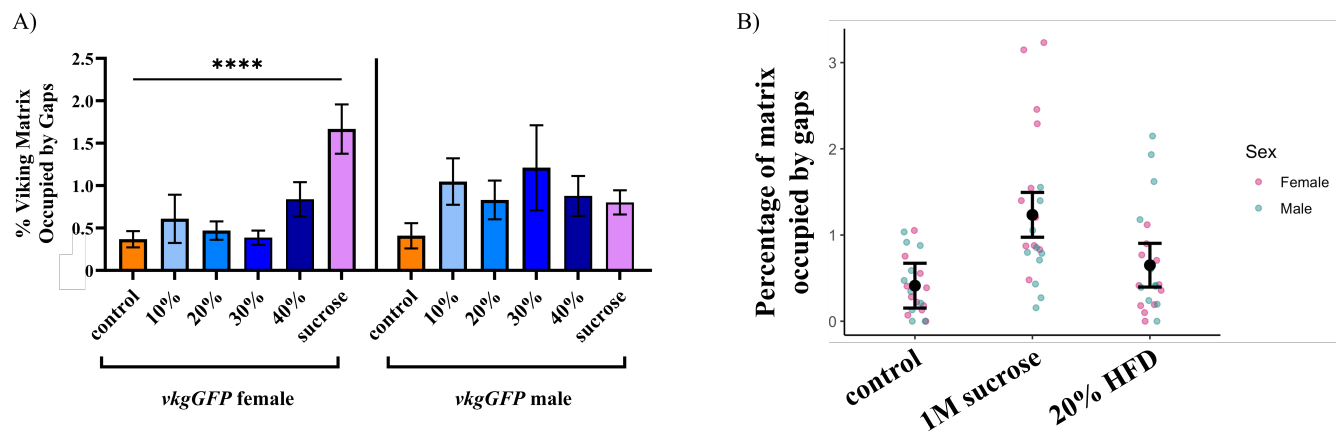 A)
% Viking Matrix
Occupied by Gaps
2.5
2.0
1.5
1.0
0.5
0
****
control
10%
20%
30%
40%
sucrose
control
10%
20%
30%
40%
sucrose
vkgGFP female
vkgGFP male
B)
Percentage of matrix
occupied by gaps
3
2
1
0
control
1M sucrose
20% HFD
Sex
Female
Male